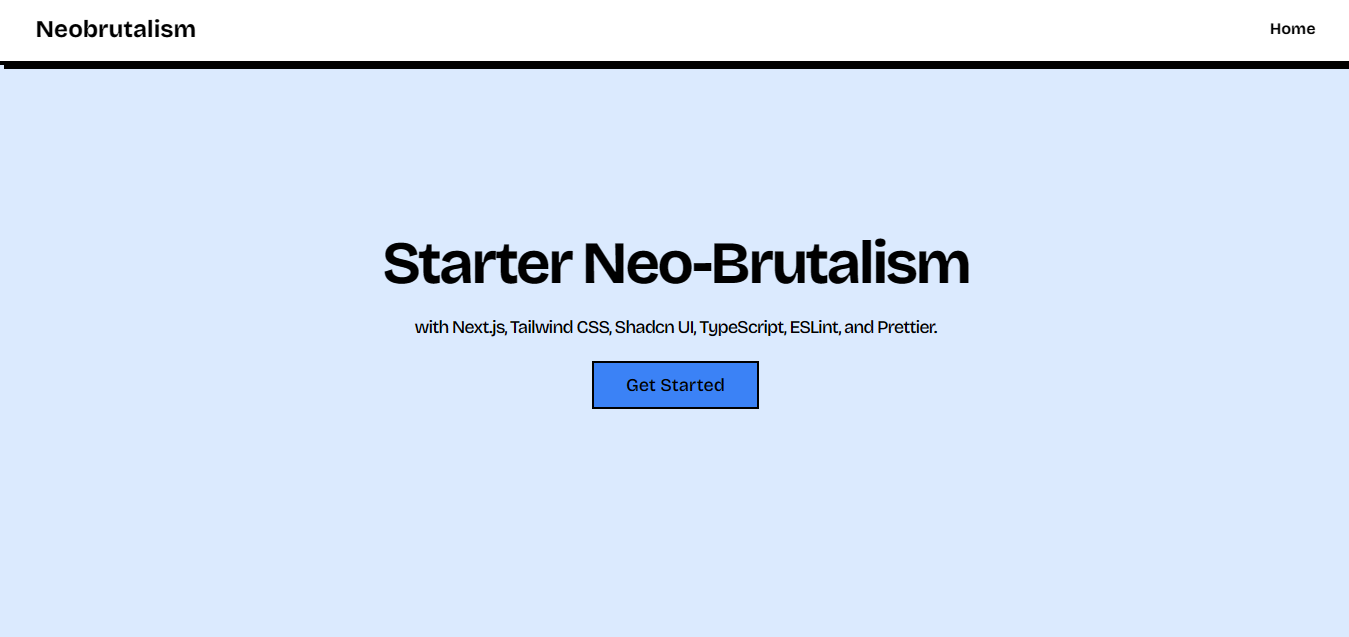 Neobrutalism
Home
Starter Neo-Brutalism
with Next.js, Tailwind CSS, Shadcn UI, TypeScript, ESLint, and Prettier.
Get Started